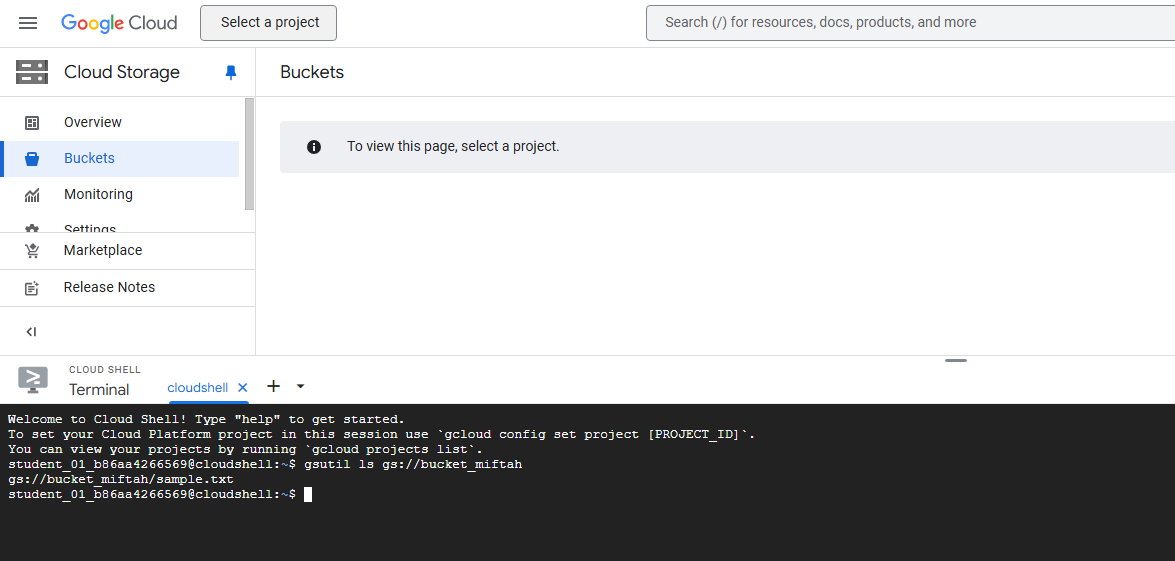 Google Cloud
Select a project
Search (/) for resources, docs, products, and more
Cloud Storage
Buckets
Overview
Buckets
Monitoring
Settings
Marketplace
Release Notes
To view this page, select a project.
CLOUD SHELL
Terminal
cloudshell
Welcome to Cloud Shell! Type "help" to get started.
To set your Cloud Platform project in this session use `gcloud config set project [PROJECT_ID]`.
You can view your projects by running `gcloud projects list`.
student_01_b86aa4266569@cloudshell:~$ gsutil ls gs://bucket_miftah
gs://bucket_miftah/sample.txt
student_01_b86aa4266569@cloudshell:~$